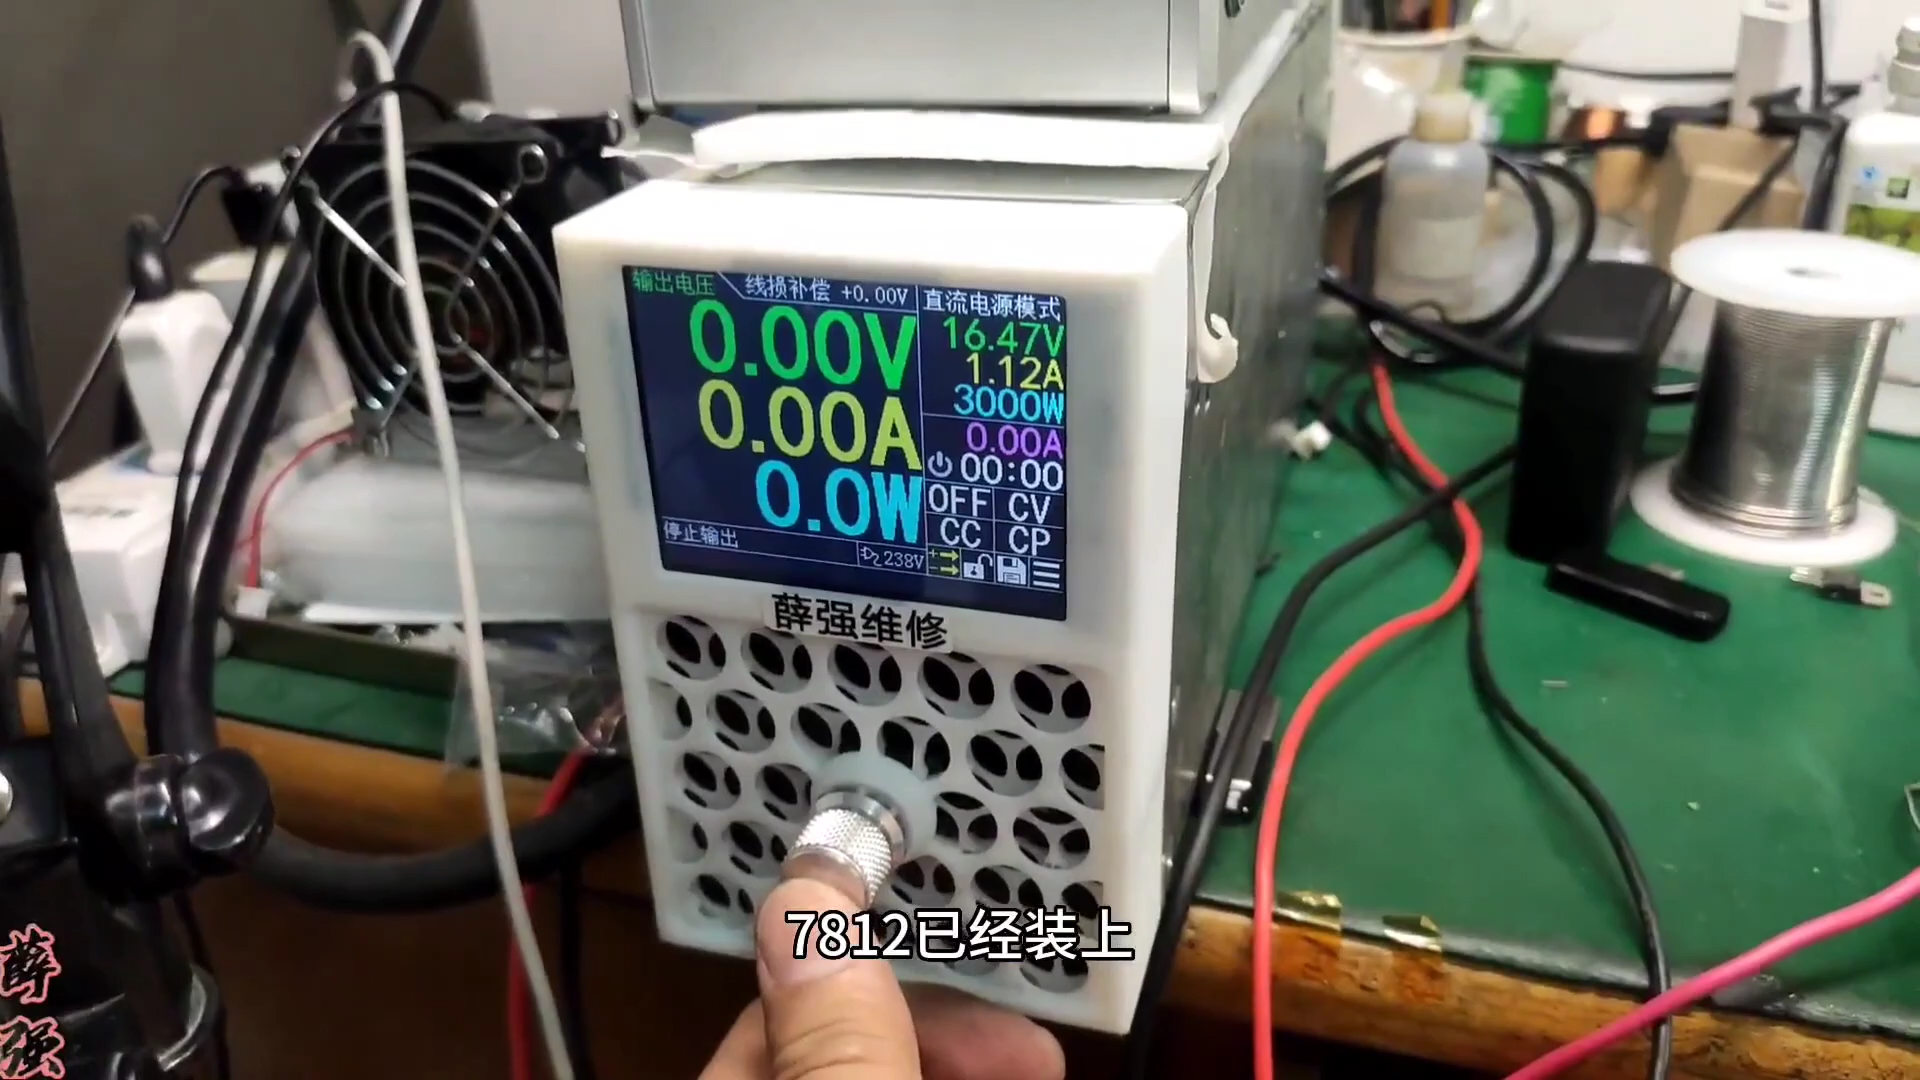 输出电压 线损补偿 +0.00V
直流电源模式
0.00V
16.47V
1.12A
0.00A
3000W
0.00A
00:00
0.0W
OFF CV
CC CP
停止输出
238V
薛强维修
7812已经装上
薛强